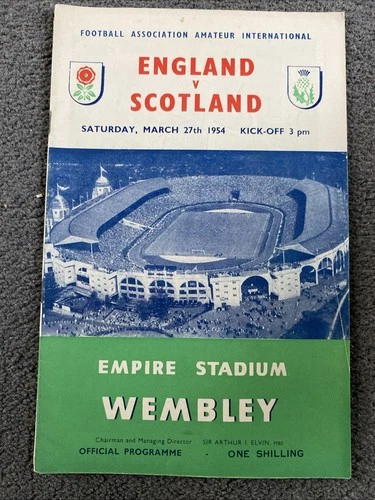 FOOTBALL ASSOCIATION AMATEUR INTERNATIONAL
ENGLAND
V
SCOTLAND
SATURDAY, MARCH 27th 1954 KICK-OFF 3 pm
EMPIRE STADIUM
WEMBLEY
Chairman and Managing Director SIR ARTHUR J. ELVIN, MBE
OFFICIAL PROGRAMME - ONE SHILLING